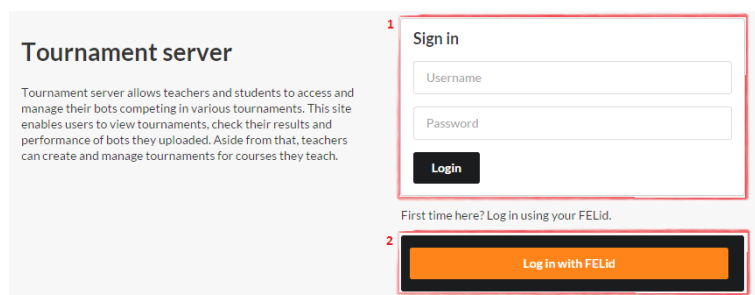 Tournament server
Tournament server allows teachers and students to access and
manage their bots competing in various tournaments. This site
enables users to view tournaments, check their results and
performance of bots they uploaded. Aside from that, teachers
can create and manage tournaments for courses they teach.
1
Sign in
Username
Password
Login
First time here? Log in using your FELid.
2
Log in with FELid